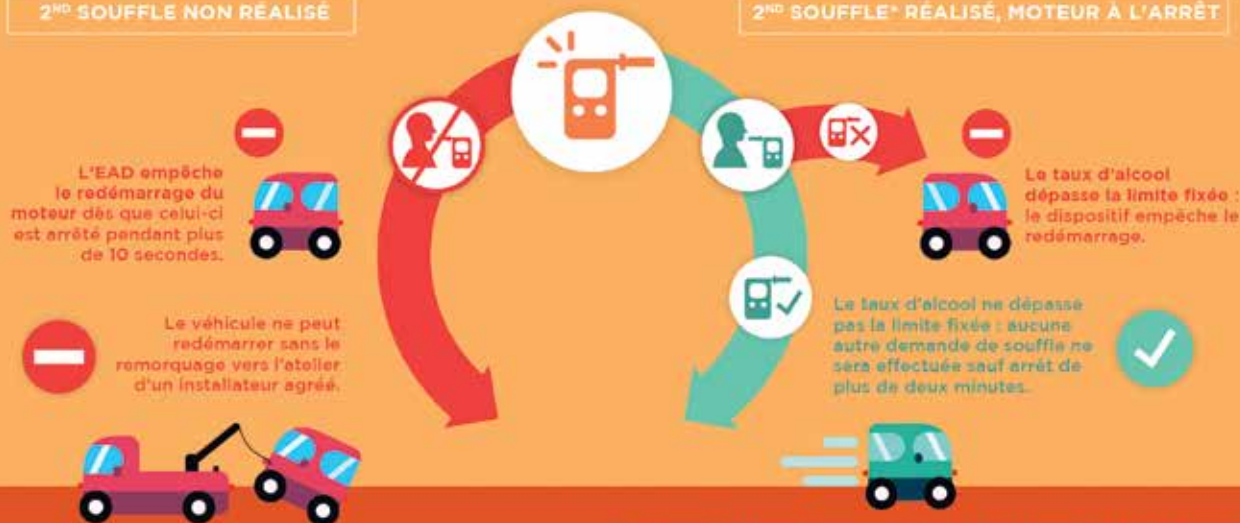 2ND SOUFFLE NON RÉALISÉ
2ND SOUFFLE* RÉALISÉ, MOTEUR À L'ARRÊT
L'EAD empêche
le redémarrage du
moteur dès que celui-ci
est arrêté pendant plus
de 10 secondes.
Le taux d'alcool
dépasse la limite fixée :
le dispositif empêche le
redémarrage.
Le véhicule ne peut
redémarrer sans le
remorquage vers l'atelier
d'un installateur agréé.
Le taux d'alcool ne dépasse
pas la limite fixée : aucune
autre demande de souffle ne
sera effectuée sauf arrêt de
plus de deux minutes.